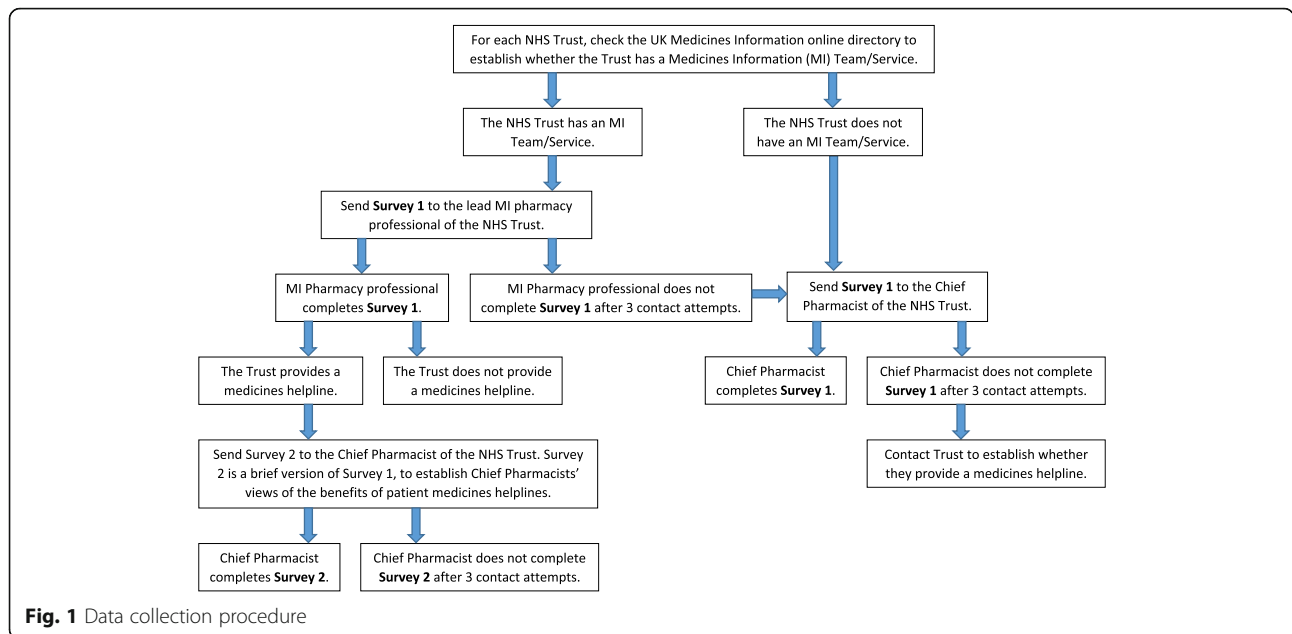 For each NHS Trust, check the UK Medicines Information online directory to
establish whether the Trust has a Medicines Information (MI) Team/Service.
The NHS Trust has an MI
Team/Service.
The NHS Trust does not
have an MI Team/Service.
Send Survey 1 to the lead MI pharmacy
professional of the NHS Trust.
MI Pharmacy professional
completes Survey 1.
MI Pharmacy professional does not
complete Survey 1 after 3 contact attempts.
Send Survey 1 to the Chief
Pharmacist of the NHS Trust.
The Trust provides a
medicines helpline.
The Trust does not provide
a medicines helpline.
Chief Pharmacist
completes Survey 1.
Chief Pharmacist does not complete
Survey 1 after 3 contact attempts.
Send Survey 2 to the Chief Pharmacist of the NHS Trust. Survey
2 is a brief version of Survey 1, to establish Chief Pharmacists’
views of the benefits of patient medicines helplines.
Contact Trust to establish whether
they provide a medicines helpline.
Chief Pharmacist
completes Survey 2.
Chief Pharmacist does not complete
Survey 2 after 3 contact attempts.
Fig. 1 Data collection procedure